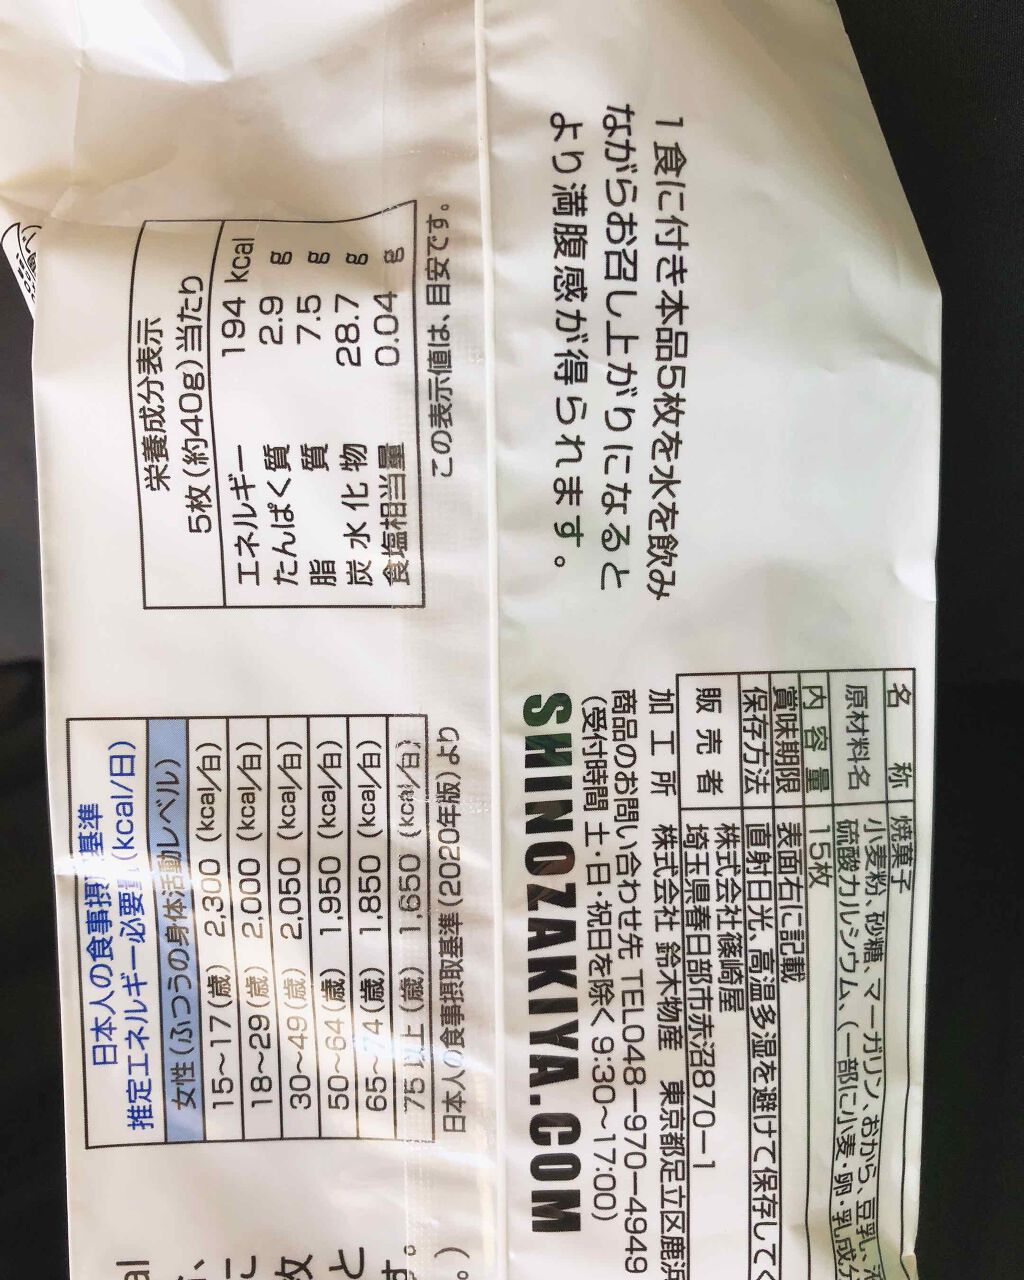 1食に付き本品5枚を水を飲み
ながらお召し上がりになると
より満腹感が得られます。
栄養成分表示
5枚(約40g)当たり
エネルギー 194 kcal
たんぱく質 2.9 g
脂質 7.5 g
炭水化物 28.7 g
食塩相当量 0.04 g
この表示値は、目安です。
名称 焼菓子
原材料名 小麦粉、砂糖、マーガリン、おから、豆乳、
硫酸カルシウム、(一部に小麦・卵・乳成分
内容量 15枚
賞味期限 表面右に記載
保存方法 直射日光、高温多湿を避けて保存して
販売者 株式会社篠崎屋
埼玉県春日部市赤沼870-1
加工所 株式会社 鈴木物産 東京都足立区鹿浜
商品のお問い合わせ先 TEL048-970-4949
(受付時間 土・日・祝日を除く 9:30~17:00)
SHINOZAKIYA.COM
日本人の食事摂 基準
推定エネルギー必要量(kcal/日)
女性(ふつうの身体活動レベル)
15~17(歳) 2,300 (kcal/日)
18~29(歳) 2,000 (kcal/日)
30~49(歳) 2,050 (kcal/日)
50~64(歳) 1,950 (kcal/日)
65~74(歳) 1,850 (kcal/日)
75以上(歳) 1,650 (kcal/日)
日本人の食事摂取基準(2020年版)より